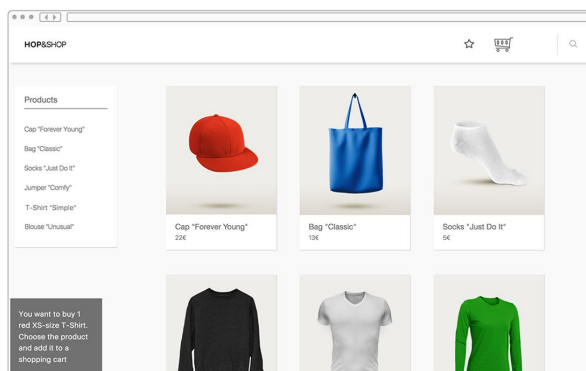 HOP&SHOP
Products
Cap "Forever Young"
Bag "Classic"
Socks "Just Do It"
Jumper "Comfy"
T-Shirt "Simple"
Blouse "Unusual"
Cap "Forever Young"
22€
Bag "Classic"
13€
Socks "Just Do It"
5€
You want to buy 1
red XS-size T-Shirt.
Choose the product
and add it to a
shopping cart